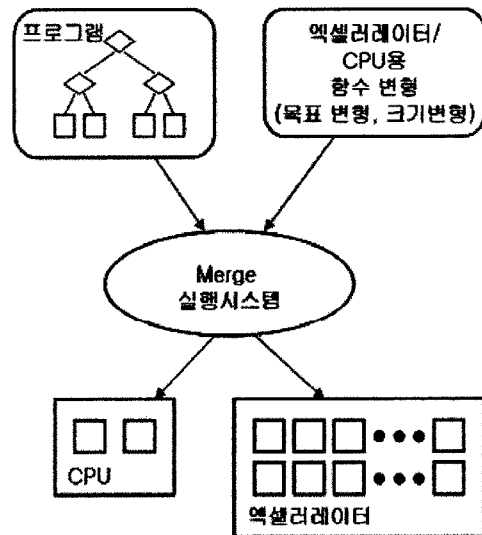 프로그램
엑셀러레이터/
CPU용
함수 변형
(목표 변형, 크기변형)
Merge
실행시스템
CPU
엑셀러레이터